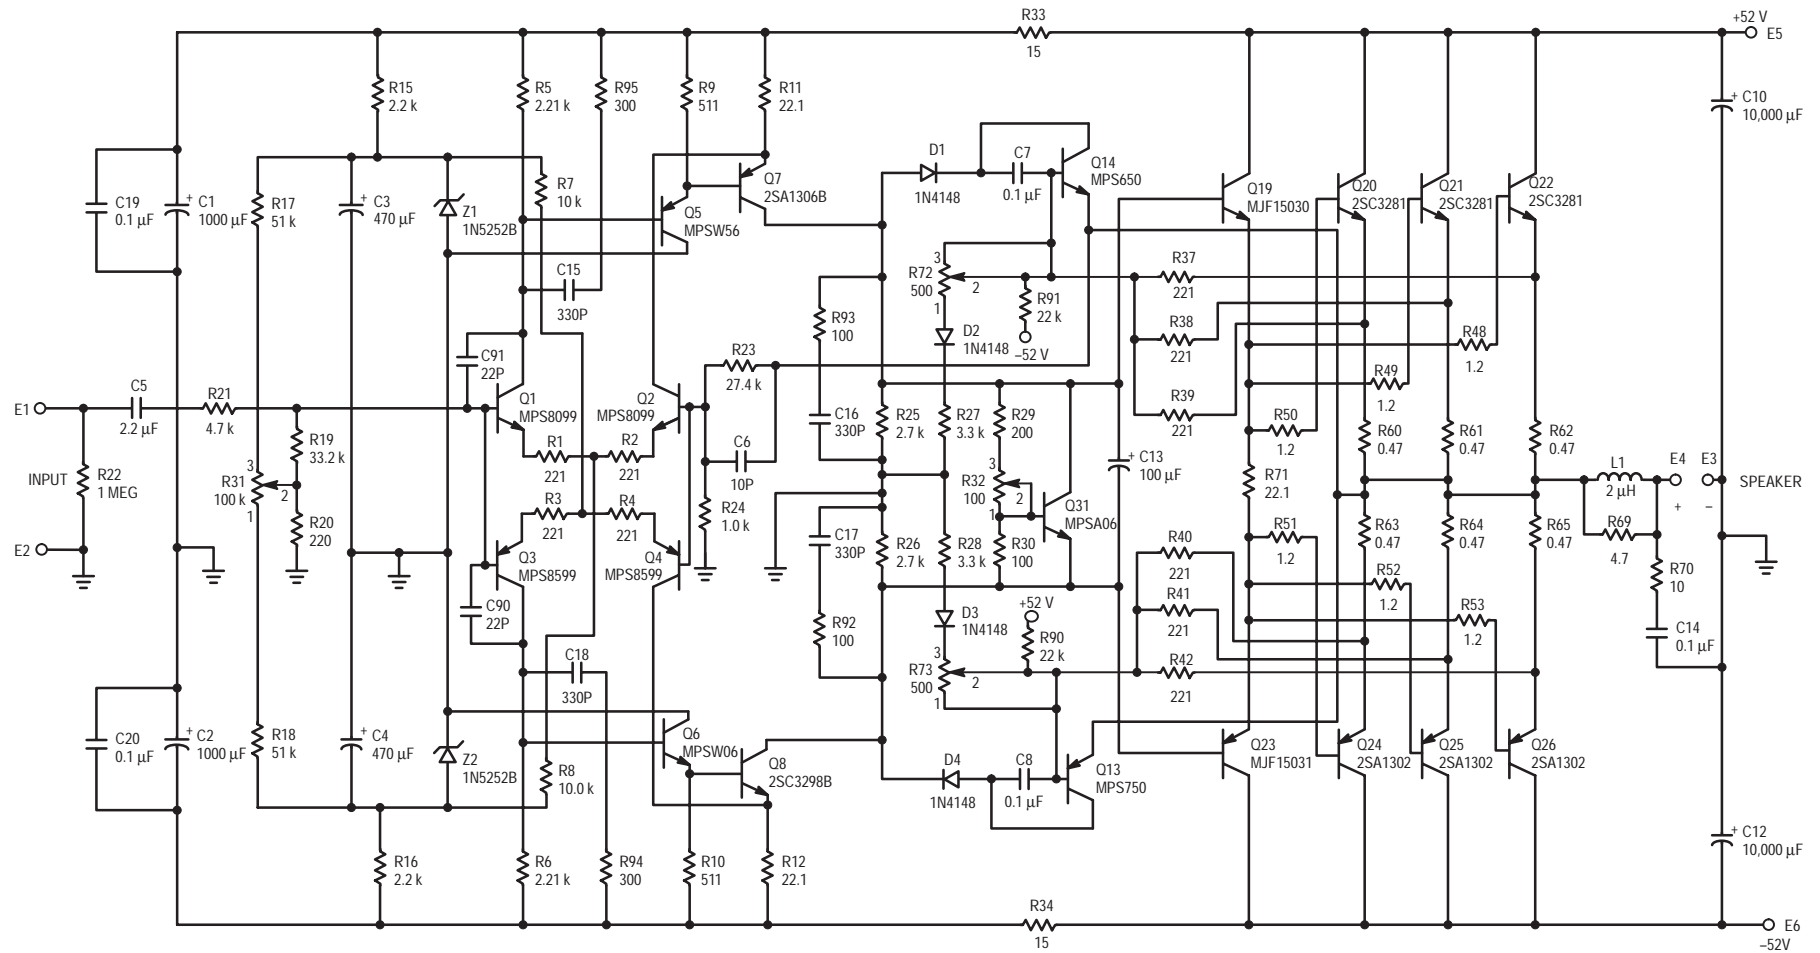 R33
15
+52 V
E5
R15
2.2 k
R5
2.21 k
R95
300
R9
511
R11
22.1
+ C10
10,000 µF
C19
0.1 µF
+ C1
1000 µF
R17
51 k
+ C3
470 µF
Z1
1N5252B
R7
10 k
Q5
MPSW56
Q7
2SA1306B
D1
1N4148
C7
0.1 µF
Q14
MPS650
Q19
MJF15030
Q20
2SC3281
Q21
2SC3281
Q22
2SC3281
C15
330P
R93
100
3
R72
500
2
1
R91
22 k
–52 V
D2
1N4148
R37
221
R38
221
R39
221
R48
1.2
R49
1.2
R50
1.2
C91
22P
R23
27.4 k
E1
C5
2.2 µF
R21
4.7 k
Q1
MPS8099
Q2
MPS8099
R19
33.2 k
R1
221
R2
221
C6
10P
C16
330P
R25
2.7 k
R27
3.3 k
R29
200
+ C13
100 µF
R60
0.47
R61
0.47
R62
0.47
INPUT
R22
1 MEG
3
R31
100 k
2
1
R20
220
R3
221
R4
221
R24
1.0 k
3
R32
100
2
1
Q31
MPSA06
R71
22.1
L1
2 µH
E4
E3
SPEAKER
+
–
E2
Q3
MPS8599
Q4
MPS8599
C17
330P
R26
2.7 k
R28
3.3 k
R30
100
R40
221
R51
1.2
R63
0.47
R64
0.47
R65
0.47
R69
4.7
R70
10
C90
22P
R92
100
D3
1N4148
+52 V
R90
22 k
R41
221
R52
1.2
R53
1.2
C14
0.1 µF
C18
330P
3
R73
500
2
1
R42
221
C20
0.1 µF
+ C2
1000 µF
R18
51 k
+ C4
470 µF
Z2
1N5252B
R8
10.0 k
Q6
MPSW06
Q8
2SC3298B
D4
1N4148
C8
0.1 µF
Q13
MPS750
Q23
MJF15031
Q24
2SA1302
Q25
2SA1302
Q26
2SA1302
R16
2.2 k
R6
2.21 k
R94
300
R10
511
R12
22.1
+ C12
10,000 µF
R34
15
E6
–52V